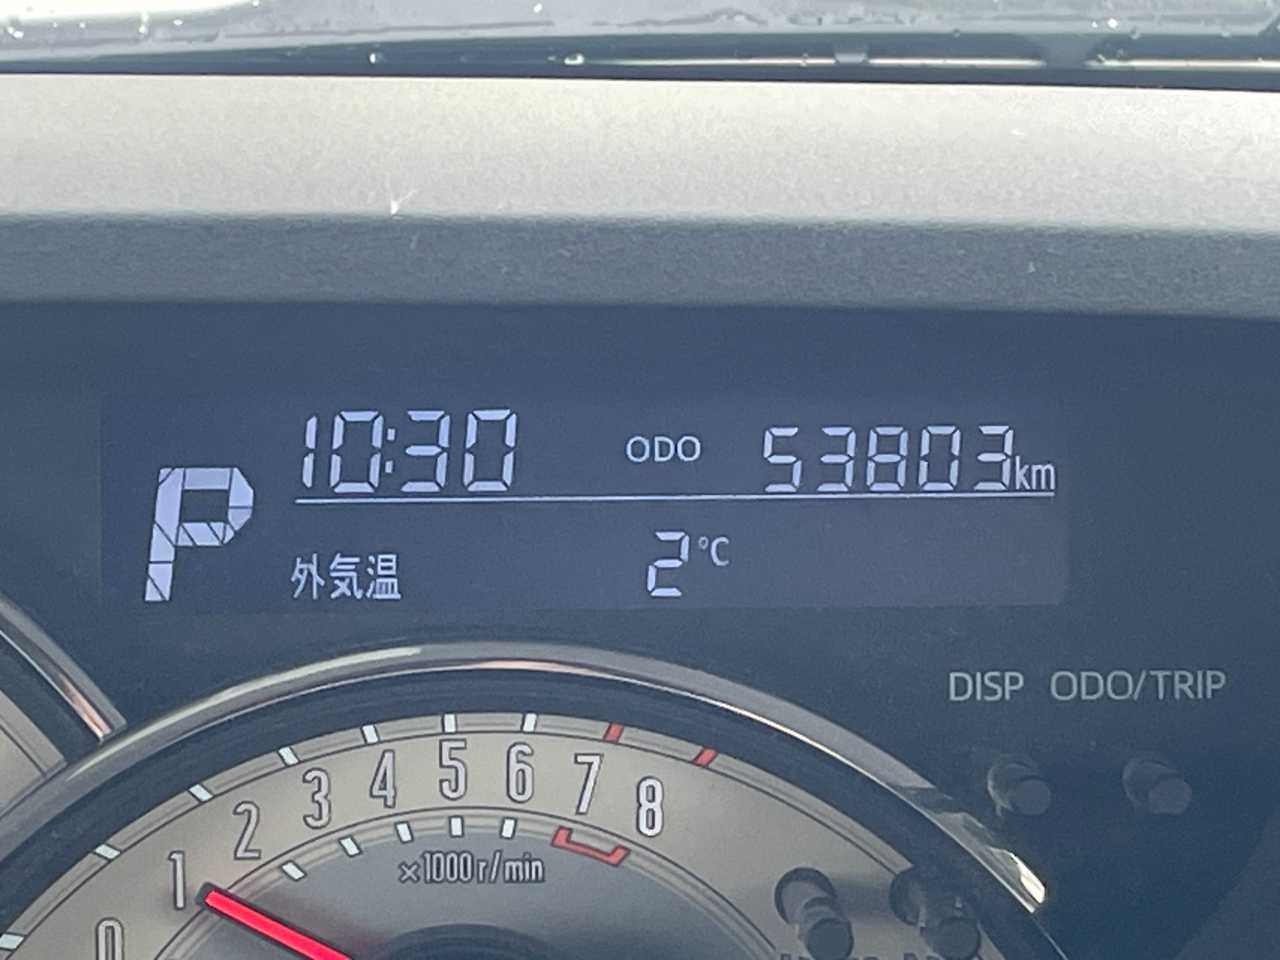 10:30 ODO 53803km
P
外気温 2℃
DISP ODO/TRIP
0 1 2 3 4 5 6 7 8
×1000r/min